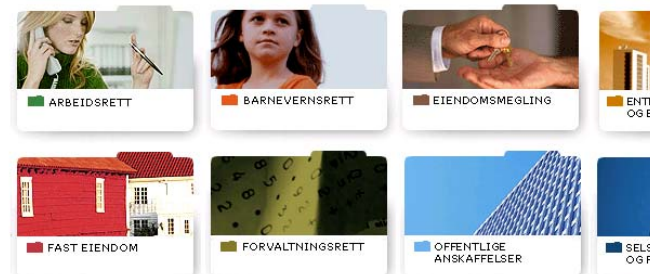 ARBEIDSRETT
BARNEVERNSRETT
EIENDOMSMEGLING
FAST EIENDOM
FORVALTNINGSRETT
OFFENTLIGE
ANSKAFFELSER